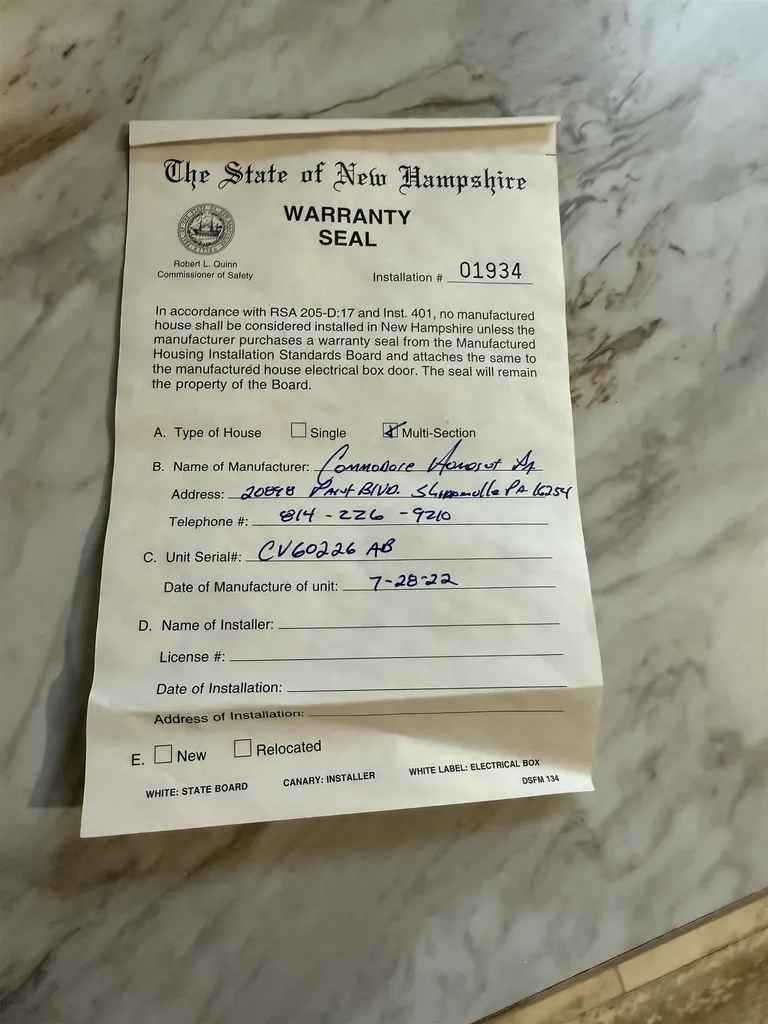 The State of New Hampshire
WARRANTY
SEAL
Robert L. Quinn
Commissioner of Safety
Installation # 01934
In accordance with RSA 205-D:17 and Inst. 401, no manufactured
house shall be considered installed in New Hampshire unless the
manufacturer purchases a warranty seal from the Manufactured
Housing Installation Standards Board and attaches the same to
the manufactured house electrical box door. The seal will remain
the property of the Board.
A. Type of House Single Multi-Section
B. Name of Manufacturer: Commodore
Address: 20898 BLVD. PA 16254
Telephone #: 814-226-9210
C. Unit Serial#: CV60226 AB
Date of Manufacture of unit: 7-28-22
D. Name of Installer:
License #:
Date of Installation:
Address of Installation:
E. New Relocated
WHITE: STATE BOARD CANARY: INSTALLER WHITE LABEL: ELECTRICAL BOX
DSFM 134